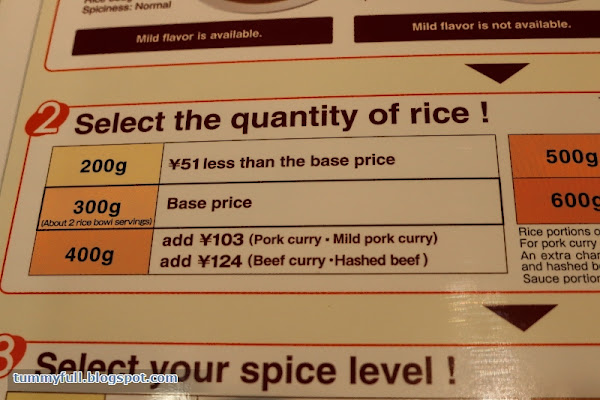 Spiciness: Normal
Mild flavor is available.
Mild flavor is not available.
2 Select the quantity of rice !
200g
¥51 less than the base price
300g
(About 2 rice bowl servings)
Base price
400g
add ¥103 (Pork curry・Mild pork curry)
add ¥124 (Beef curry・Hashed beef)
500g
600g
Rice portions o
For pork curry
An extra char
and hashed b
Sauce portion
3 Select your spice level !
tummyfull.blogspot.com